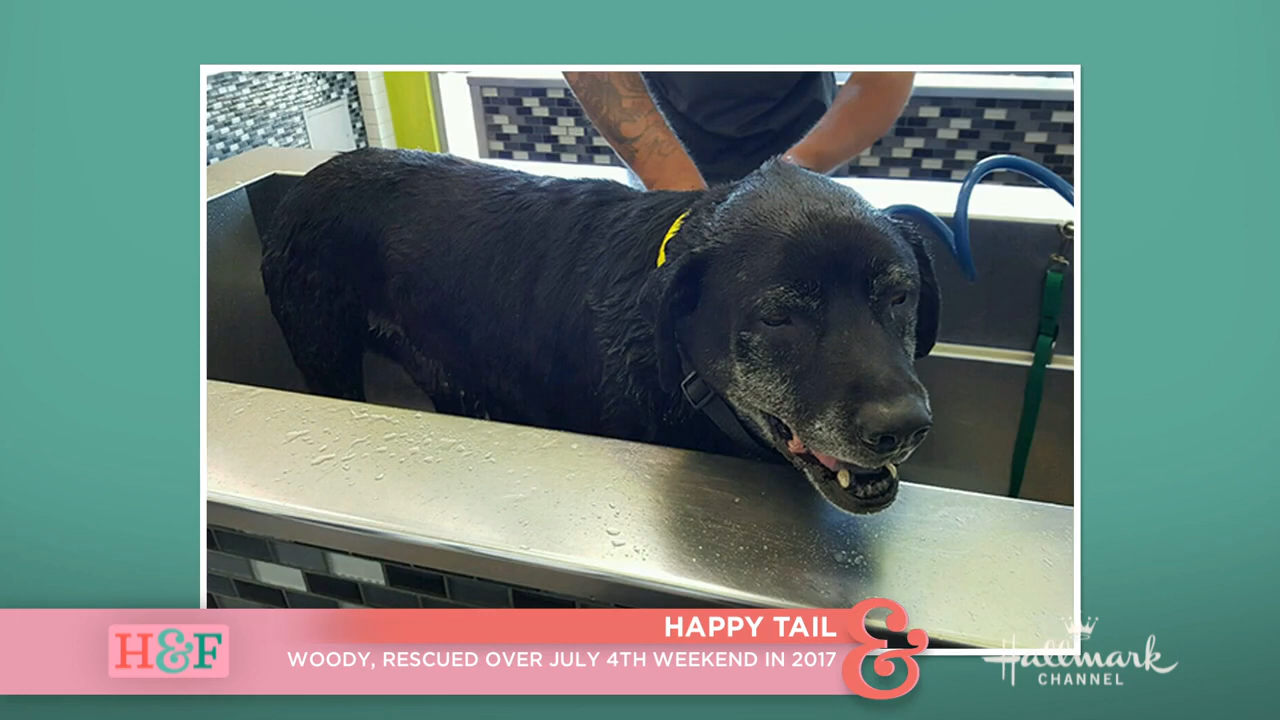 HAPPY TAIL
H&F
WOODY, RESCUED OVER JULY 4TH WEEKEND IN 2017
&
Hallmark
CHANNEL